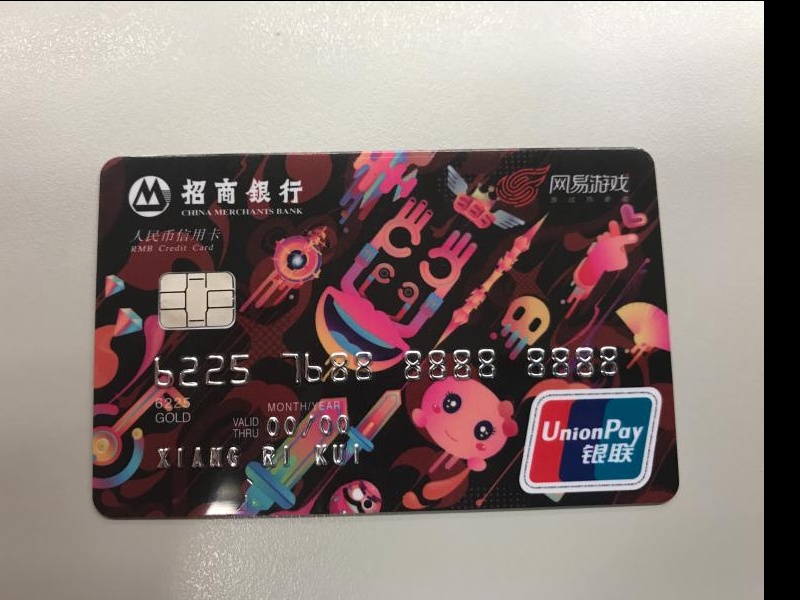 招商银行
CHINA MERCHANTS BANK
网易游戏
人民币信用卡
RMB Credit Card
6225 7688 8888 8888
6225
GOLD
MONTH/YEAR
VALID THRU 00/00
XIANG RI KUI
UnionPay
银联